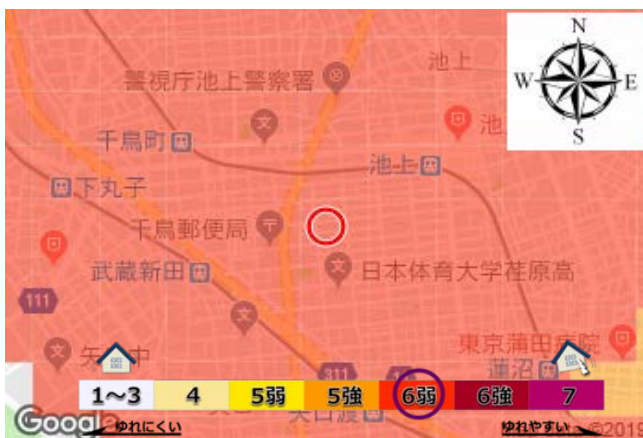 N
W E
S
警視庁池上警察署
池上
池
千鳥町
池上
下丸子
千鳥郵便局
武蔵新田
日本体育大学荏原高
111
矢 中
東京蒲田病院
蓮沼
311
1～3 4 5弱 5強 6弱 6強 7
矢口渡
Google
ゆれにくい
ゆれやすい
©201